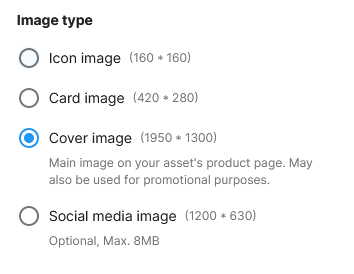 Image type
Icon image (160 * 160)
Card image (420 * 280)
Cover image (1950 * 1300)
Main image on your asset's product page. May
also be used for promotional purposes.
Social media image (1200 * 630)
Optional, Max. 8MB